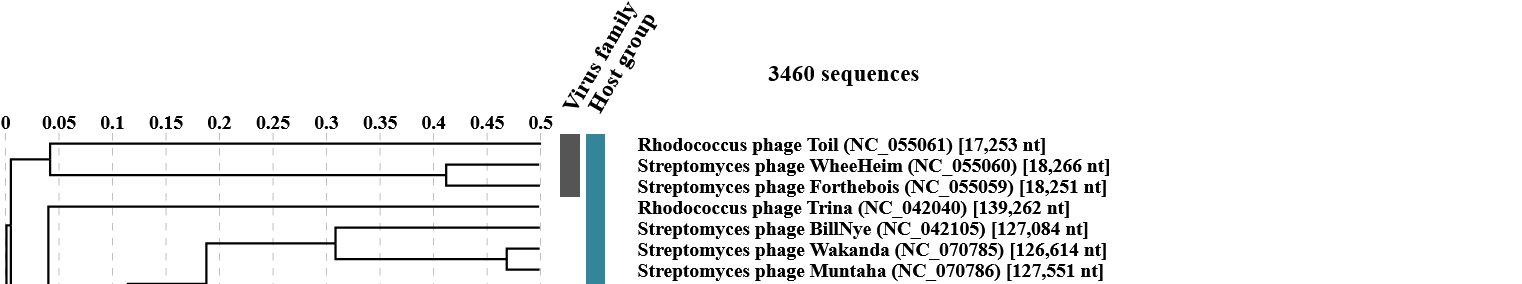 Virus family
Host group
3460 sequences
0 0.05 0.1 0.15 0.2 0.25 0.3 0.35 0.4 0.45 0.5
Rhodococcus phage Toil (NC_055061) [17,253 nt]
Streptomyces phage WheeHeim (NC_055060) [18,266 nt]
Streptomyces phage Forthebois (NC_055059) [18,251 nt]
Rhodococcus phage Trina (NC_042040) [139,262 nt]
Streptomyces phage BillNye (NC_042105) [127,084 nt]
Streptomyces phage Wakanda (NC_070785) [126,614 nt]
Streptomyces phage Muntaha (NC_070786) [127,551 nt]